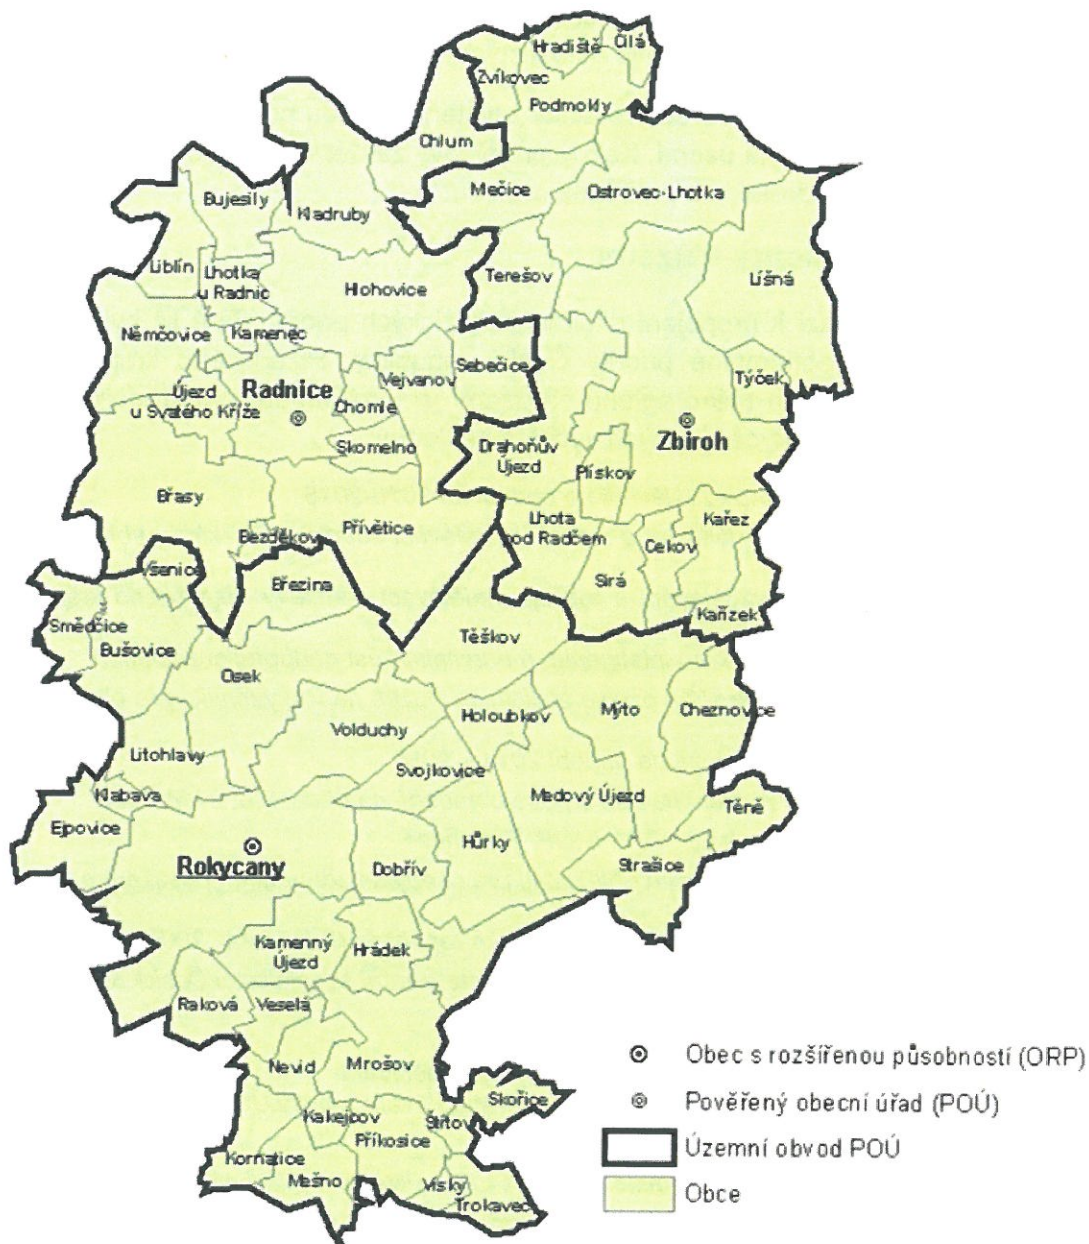 Hradiště
Čilá
Zvíkovec
Podmokly
Chlum
Mečice
Ostrovec-Lhotka
Bujesily
Kladruby
Liblín
Lhotka
u Radnic
Hlohovice
Terešov
Líšná
Němčovice
Kamenec
Sebečice
Vejvanov
Týček
Radnice
Újezd
u Svatého Kříže
Chomle
Skomelno
Zbiroh
Drahoňův
Újezd
Plískov
Břasy
Lhota
pod Radčem
Kařez
Bezděkov
Přívětice
Cekov
Sirá
Všenice
Březina
Kařízek
Smědčice
Bušovice
Těškov
Osek
Holoubkov
Mýto
Cheznovice
Volduchy
Litohlavy
Svojkovice
Klabava
Medový Újezd
Těně
Ejpovice
Hůrky
Rokycany
Dobřív
Strašice
Kamenný
Újezd
Hrádek
Raková
Veselá
Nevid
Mrošov
Skořice
Kakejcov
Štítov
Příkosice
Kornatice
Mešno
Vísky
Trokavec
Obec s rozšířenou působností (ORP)
Pověřený obecní úřad (POÚ)
Územní obvod POÚ
Obce